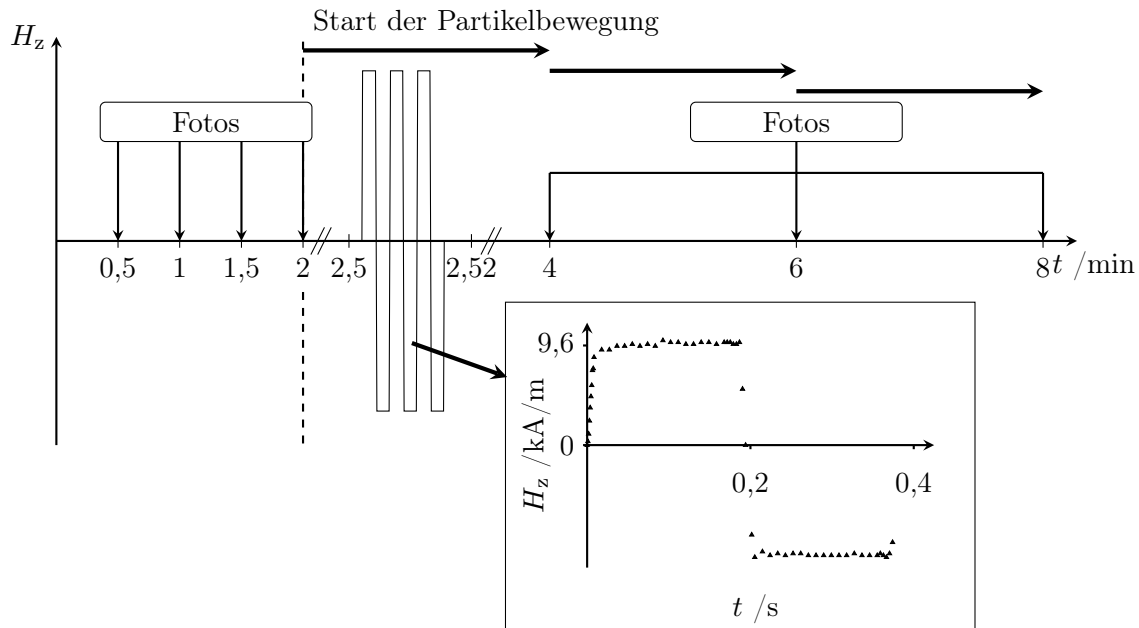 Start der Partikelbewegung
H_z
Fotos
Fotos
0,5 1 1,5 2 2,5 2,52 4 6 8 t /min
9,6
0
H_z /kA/m
0,2 0,4
t /s